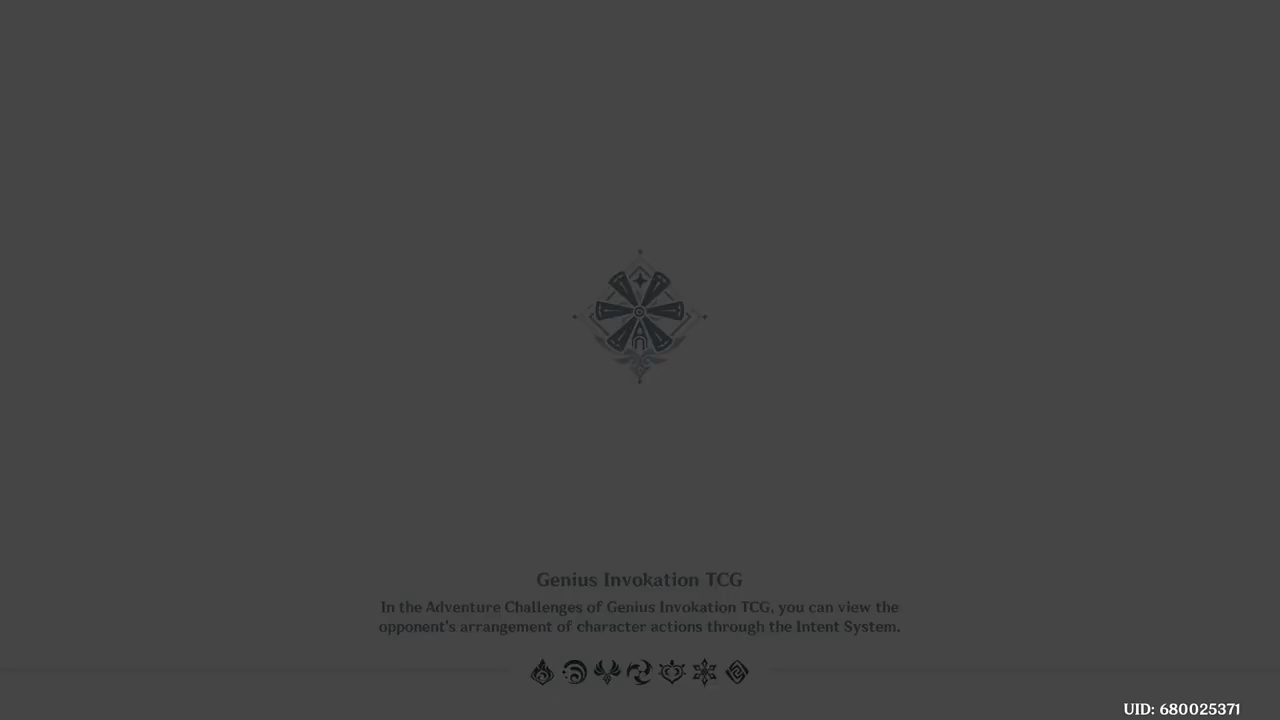 Genius Invokation TCG
In the Adventure Challenges of Genius Invokation TCG, you can view the
opponent's arrangement of character actions through the Intent System.
UID: 680025371